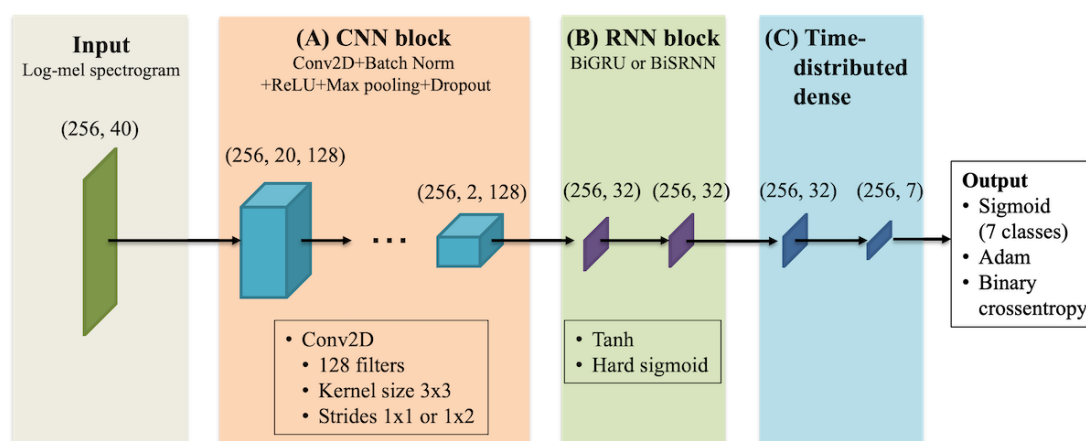 Input
Log-mel spectrogram
(256, 40)
(A) CNN block
Conv2D+Batch Norm
+ReLU+Max pooling+Dropout
(256, 20, 128)
...
(256, 2, 128)
• Conv2D
• 128 filters
• Kernel size 3x3
• Strides 1x1 or 1x2
(B) RNN block
BiGRU or BiSRNN
(256, 32)
(256, 32)
• Tanh
• Hard sigmoid
(C) Time-
distributed
dense
(256, 32)
(256, 7)
Output
• Sigmoid
(7 classes)
• Adam
• Binary
crossentropy